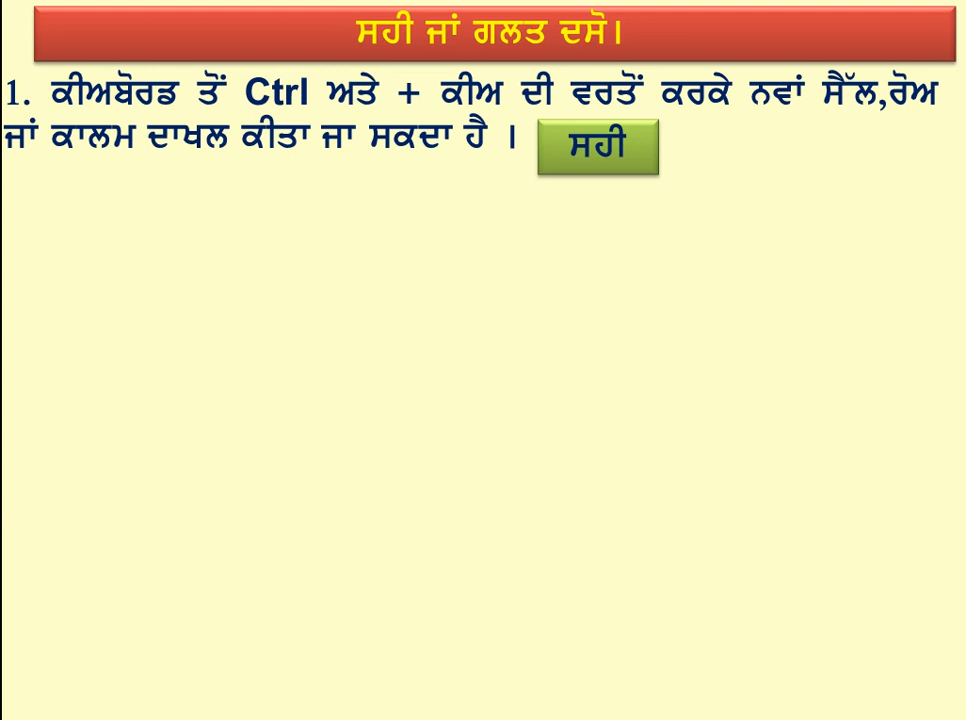 ਸਹੀ ਜਾਂ ਗਲਤ ਦਸੋ।
1. ਕੀਅਬੋਰਡ ਤੋਂ Ctrl ਅਤੇ + ਕੀਅ ਦੀ ਵਰਤੋਂ ਕਰਕੇ ਨਵਾਂ ਸੈੱਲ,ਰੋਅ
ਜਾਂ ਕਾਲਮ ਦਾਖਲ ਕੀਤਾ ਜਾ ਸਕਦਾ ਹੈ । ਸਹੀ